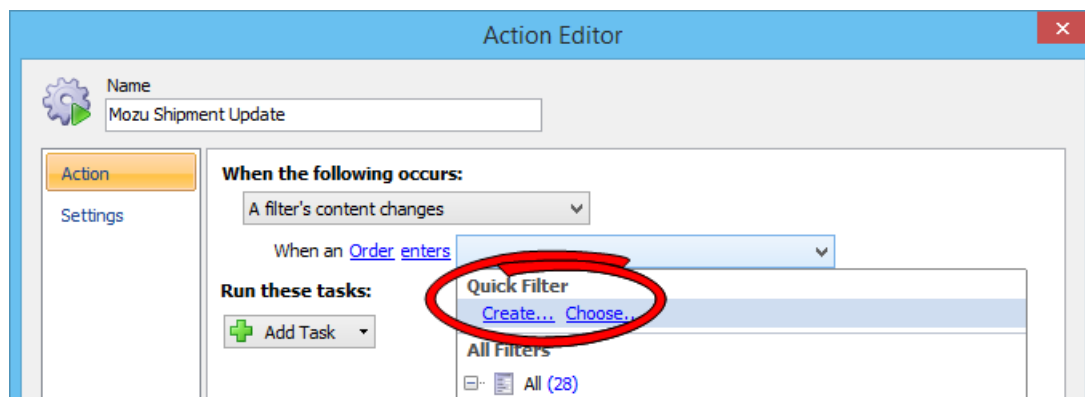 Action Editor
Name
Mozu Shipment Update
Action
Settings
When the following occurs:
A filter's content changes
When an Order enters
Run these tasks:
Add Task
Quick Filter
Create... Choose..
All Filters
All (28)